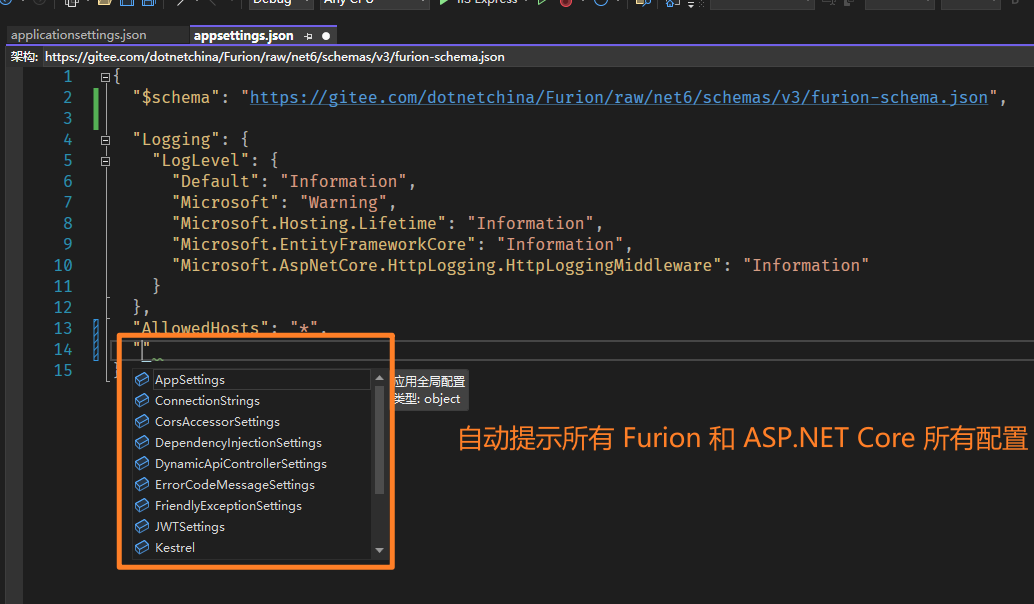 Debug Any CPU IIS Express
applicationsettings.json appsettings.json
架构: https://gitee.com/dotnetchina/Furion/raw/net6/schemas/v3/furion-schema.json
1 {
2 "$schema": "https://gitee.com/dotnetchina/Furion/raw/net6/schemas/v3/furion-schema.json",
3
4 "Logging": {
5 "LogLevel": {
6 "Default": "Information",
7 "Microsoft": "Warning",
8 "Microsoft.Hosting.Lifetime": "Information",
9 "Microsoft.EntityFrameworkCore": "Information",
10 "Microsoft.AspNetCore.HttpLogging.HttpLoggingMiddleware": "Information"
11 }
12 },
13 "AllowedHosts": "*",
14 ""
15 }
AppSettings
ConnectionStrings
CorsAccessorSettings
DependencyInjectionSettings
DynamicApiControllerSettings
ErrorCodeMessageSettings
FriendlyExceptionSettings
JWTSettings
Kestrel
应用全局配置
类型: object
自动提示所有 Furion 和 ASP.NET Core 所有配置